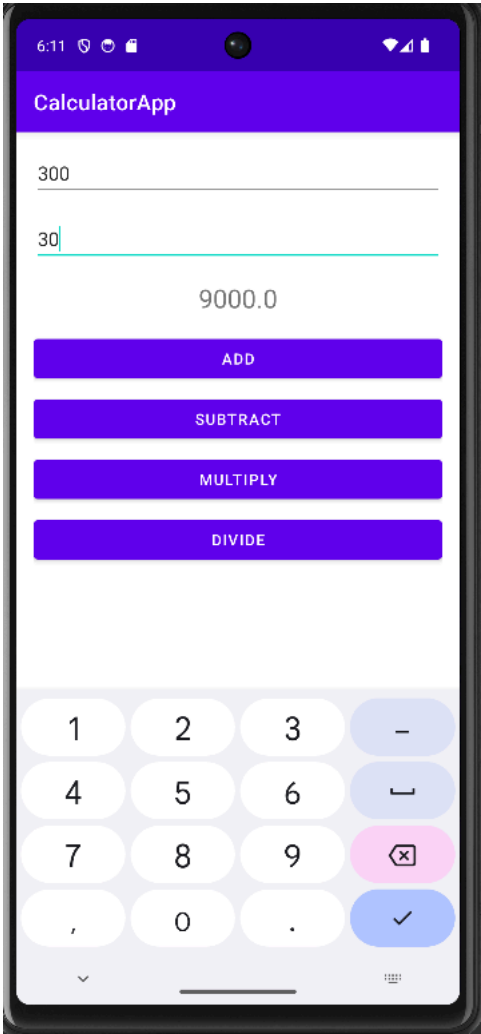 6:11
CalculatorApp
300
30
9000.0
ADD
SUBTRACT
MULTIPLY
DIVIDE
1 2 3 –
4 5 6
7 8 9
, 0 .